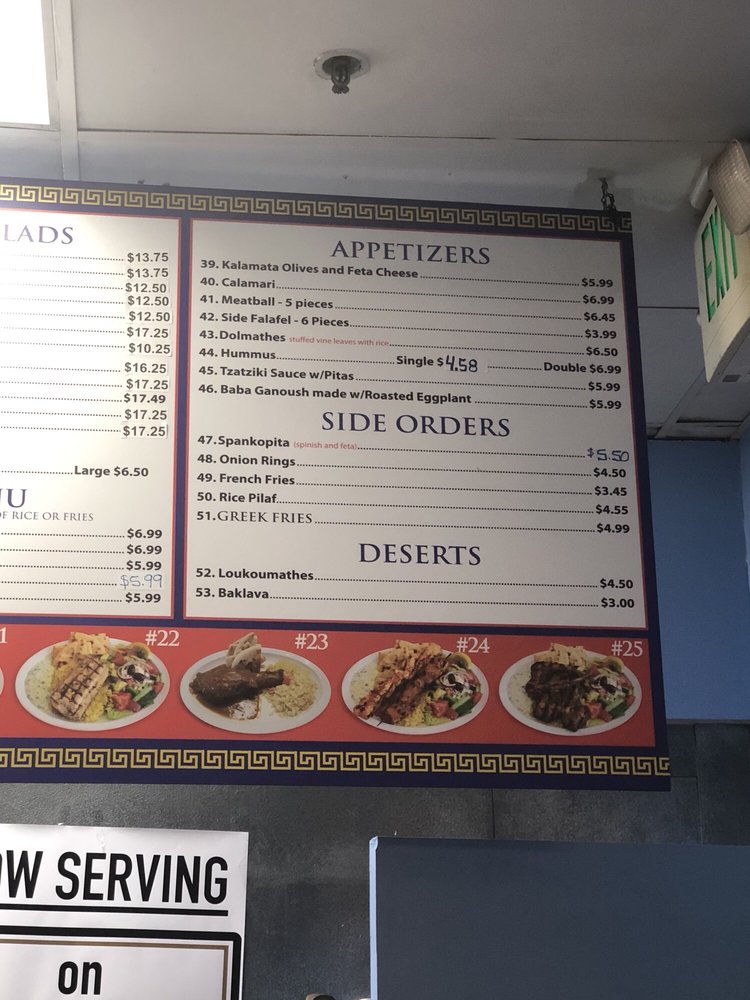 LADS
$13.75
$13.75
$12.50
$12.50
$12.50
$17.25
$10.25
$16.25
$17.25
$17.49
$17.25
$17.25
Large $6.50
NU
OF RICE OR FRIES
$6.99
$6.99
$5.99
$5.99
$5.99
APPETIZERS
39. Kalamata Olives and Feta Cheese $5.99
40. Calamari $6.99
41. Meatball - 5 pieces $6.45
42. Side Falafel - 6 Pieces $3.99
43. Dolmathes stuffed vine leaves with rice $6.50
44. Hummus Single $4.58 Double $6.99
45. Tzatziki Sauce w/Pitas $5.99
46. Baba Ganoush made w/Roasted Eggplant $5.99
SIDE ORDERS
47. Spankopita (spinish and feta) $5.50
48. Onion Rings $4.50
49. French Fries $3.45
50. Rice Pilaf $4.55
51. GREEK FRIES $4.99
DESERTS
52. Loukoumathes $4.50
53. Baklava $3.00
1 #22 #23 #24 #25
EXIT
OW SERVING
on